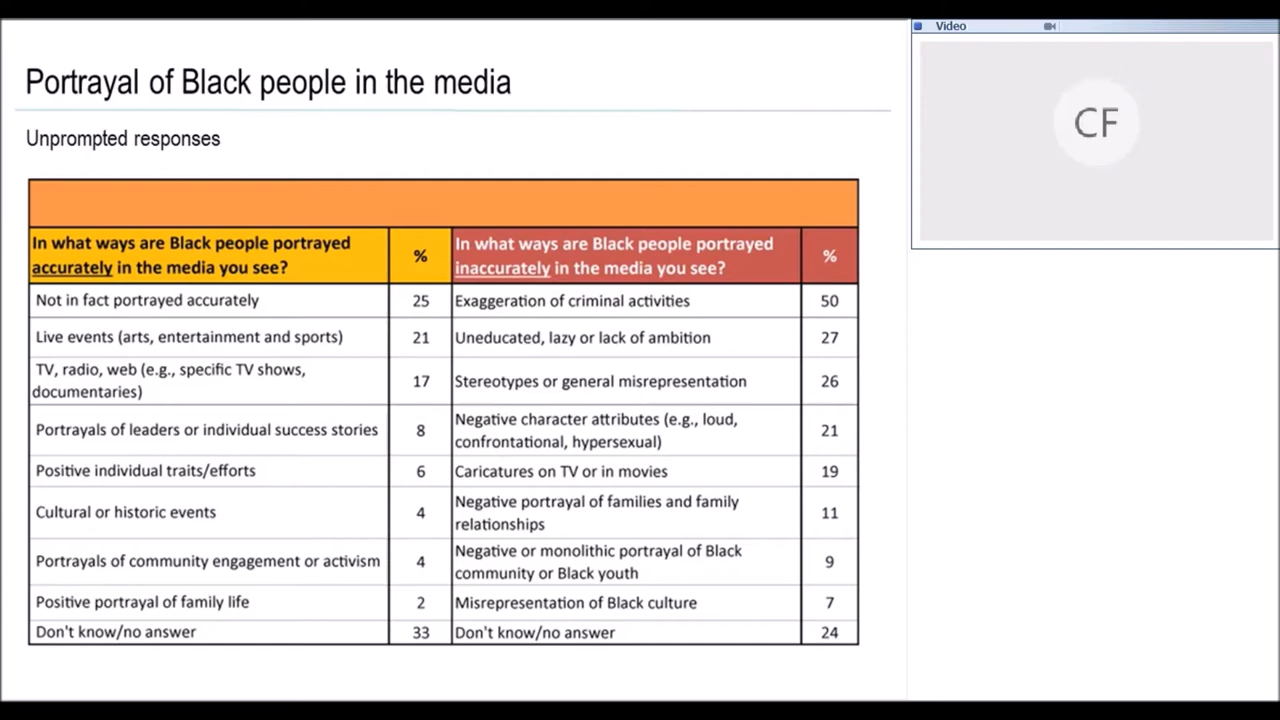 Video
Portrayal of Black people in the media
CF
Unprompted responses
In what ways are Black people portrayed
accurately in the media you see?
%
In what ways are Black people portrayed
inaccurately in the media you see?
%
Not in fact portrayed accurately
25
Exaggeration of criminal activities
50
Live events (arts, entertainment and sports)
21
Uneducated, lazy or lack of ambition
27
TV, radio, web (e.g., specific TV shows,
documentaries)
17
Stereotypes or general misrepresentation
26
Portrayals of leaders or individual success stories
8
Negative character attributes (e.g., loud,
confrontational, hypersexual)
21
Positive individual traits/efforts
6
Caricatures on TV or in movies
19
Cultural or historic events
4
Negative portrayal of families and family
relationships
11
Portrayals of community engagement or activism
4
Negative or monolithic portrayal of Black
community or Black youth
9
Positive portrayal of family life
2
Misrepresentation of Black culture
7
Don't know/no answer
33
Don't know/no answer
24